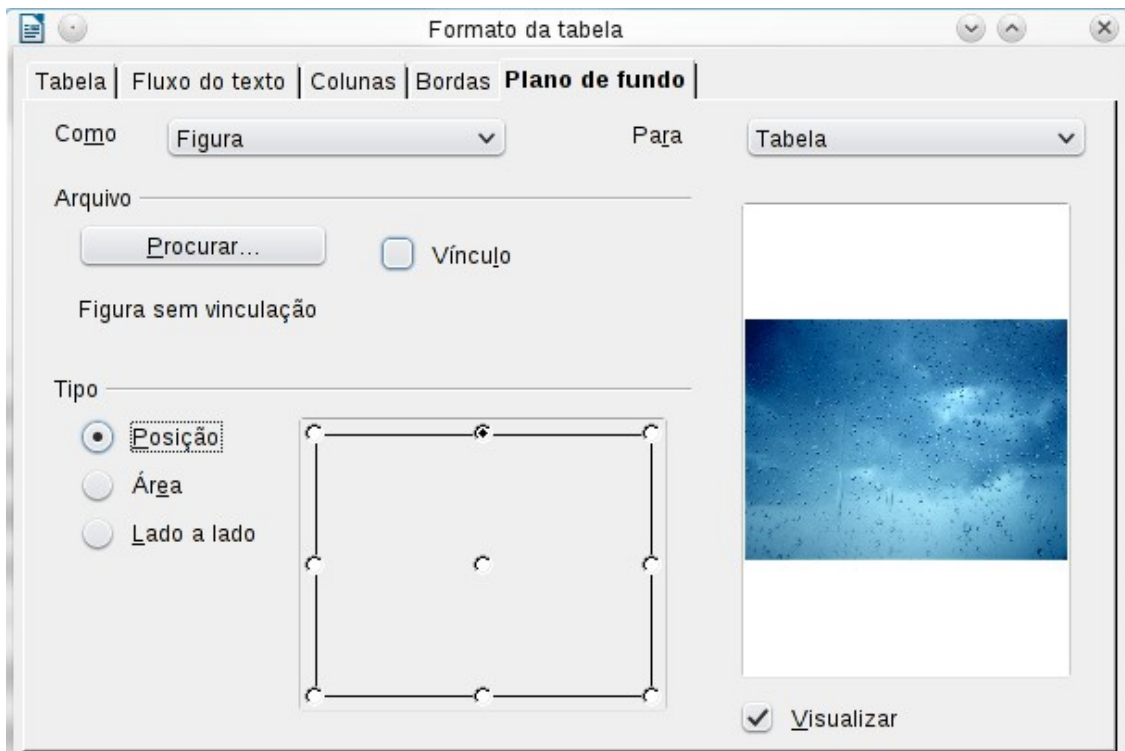 Formato da tabela
Tabela Fluxo do texto Colunas Bordas Plano de fundo
Como Figura Para Tabela
Arquivo
Procurar... Vínculo
Figura sem vinculação
Tipo
Posição
Área
Lado a lado
Visualizar